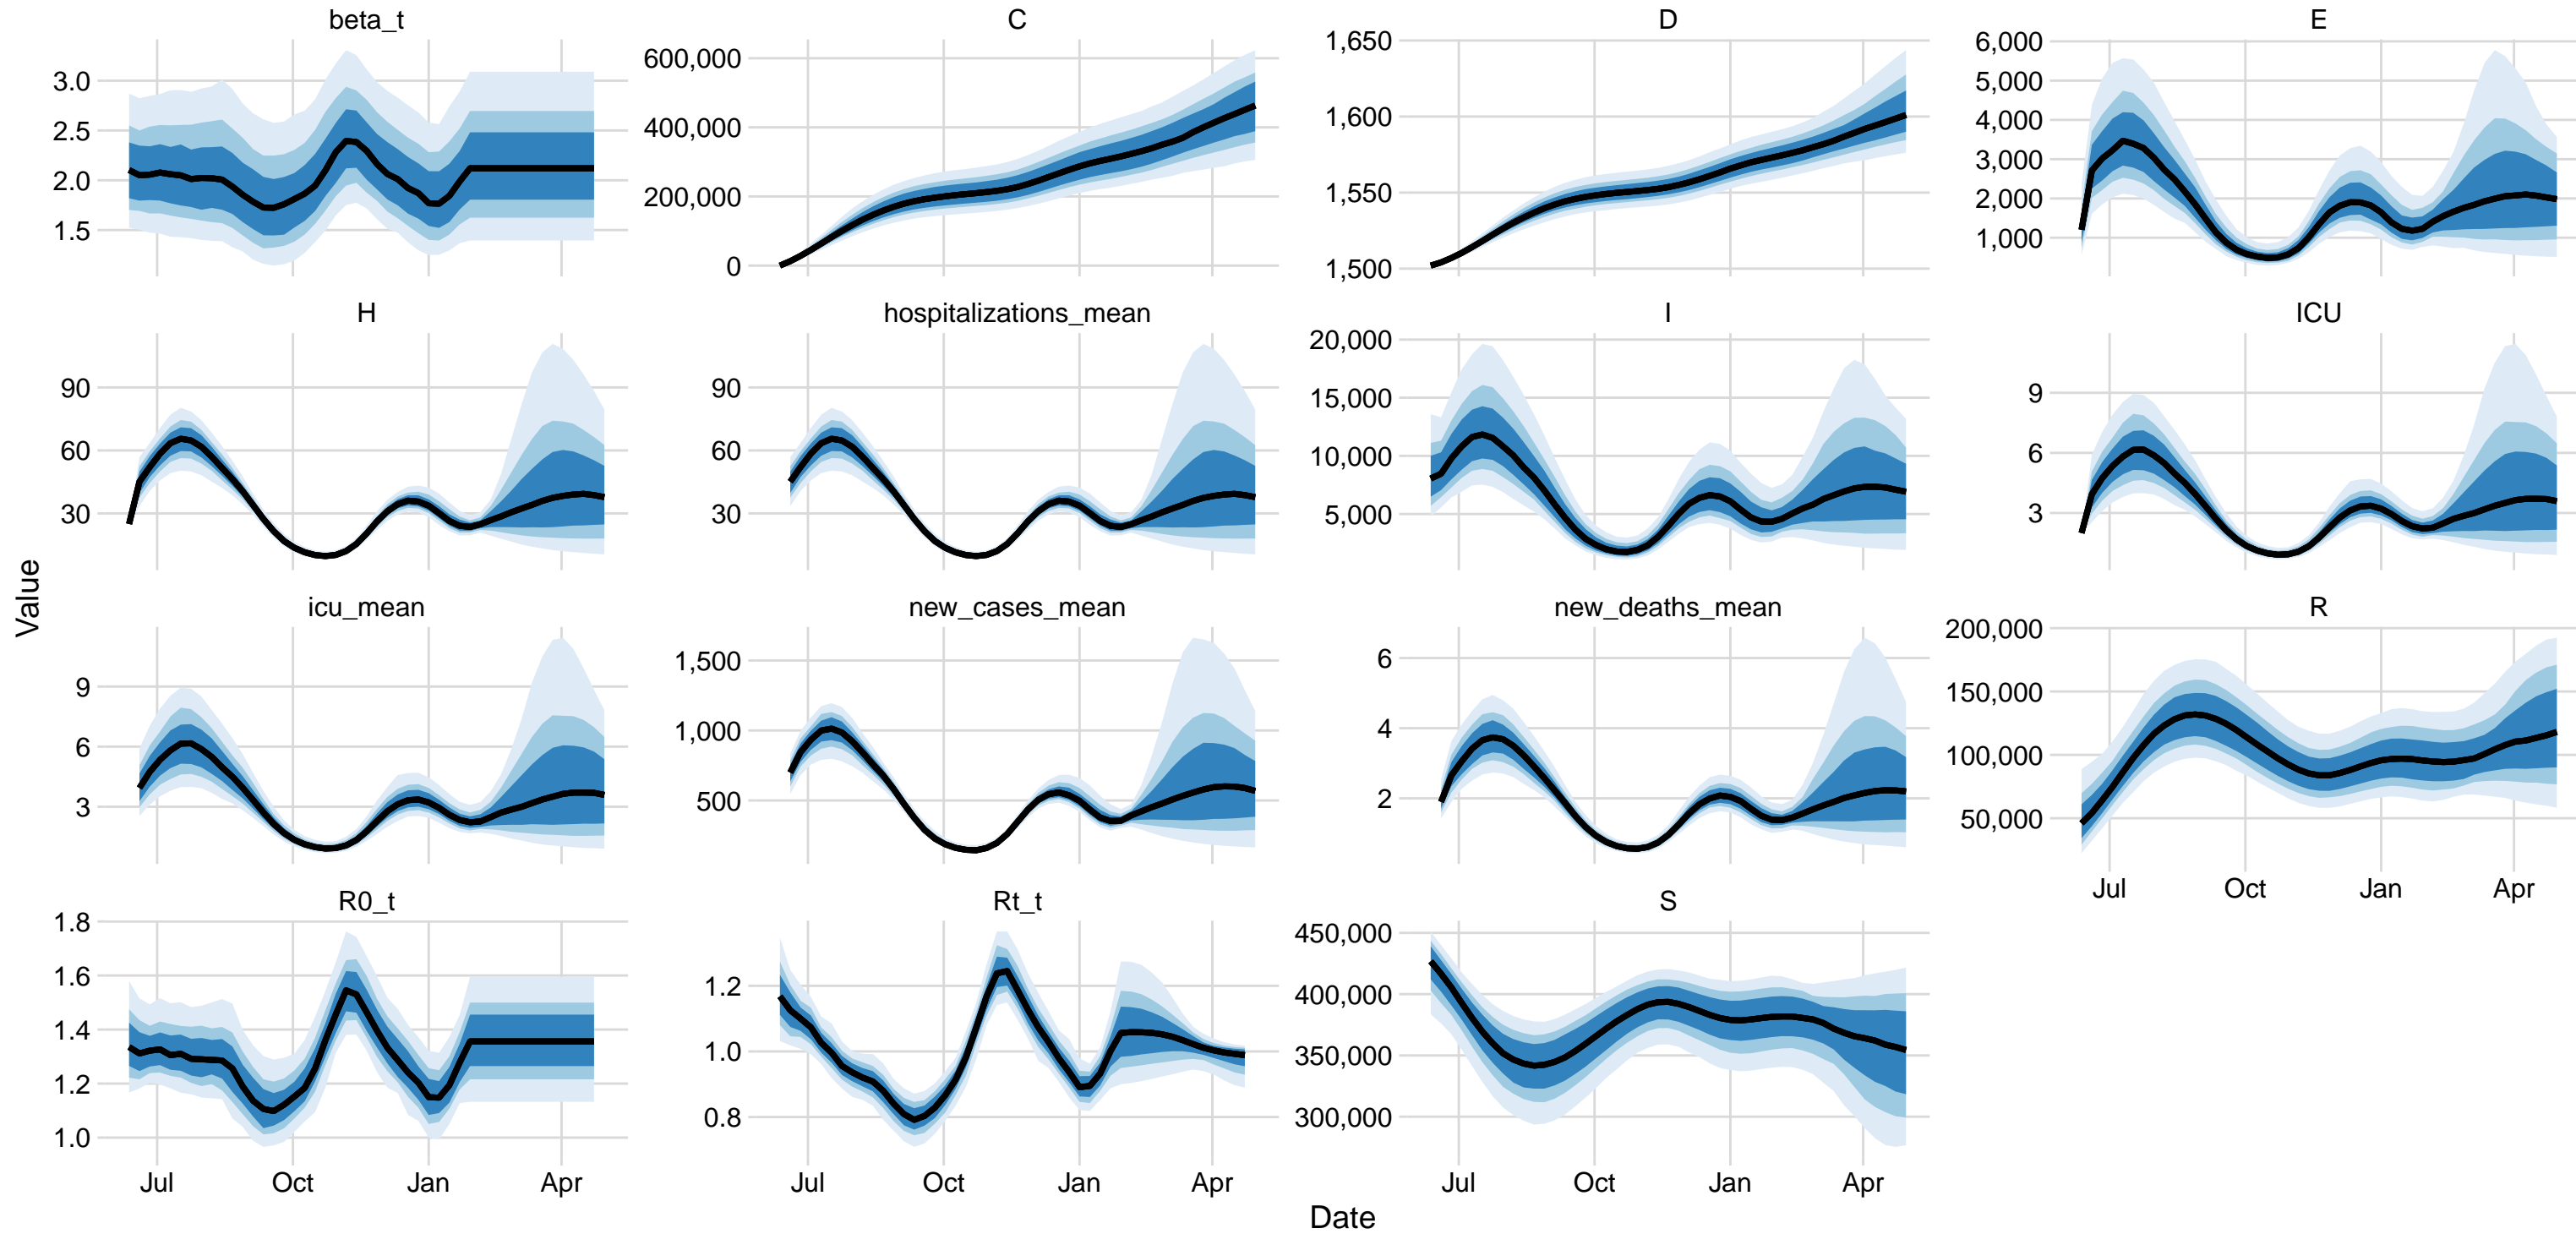 beta_t
3.0
2.5
2.0
1.5
C
600,000
400,000
200,000
0
D
1,650
1,600
1,550
1,500
E
6,000
5,000
4,000
3,000
2,000
1,000
H
90
60
30
hospitalizations_mean
90
60
30
I
20,000
15,000
10,000
5,000
ICU
9
6
3
Value
icu_mean
9
6
3
new_cases_mean
1,500
1,000
500
new_deaths_mean
6
4
2
R
200,000
150,000
100,000
50,000
Jul Oct Jan Apr
R0_t
1.8
1.6
1.4
1.2
1.0
Jul Oct Jan Apr
Rt_t
1.2
1.0
0.8
Jul Oct Jan Apr
S
450,000
400,000
350,000
300,000
Jul Oct Jan Apr
Date